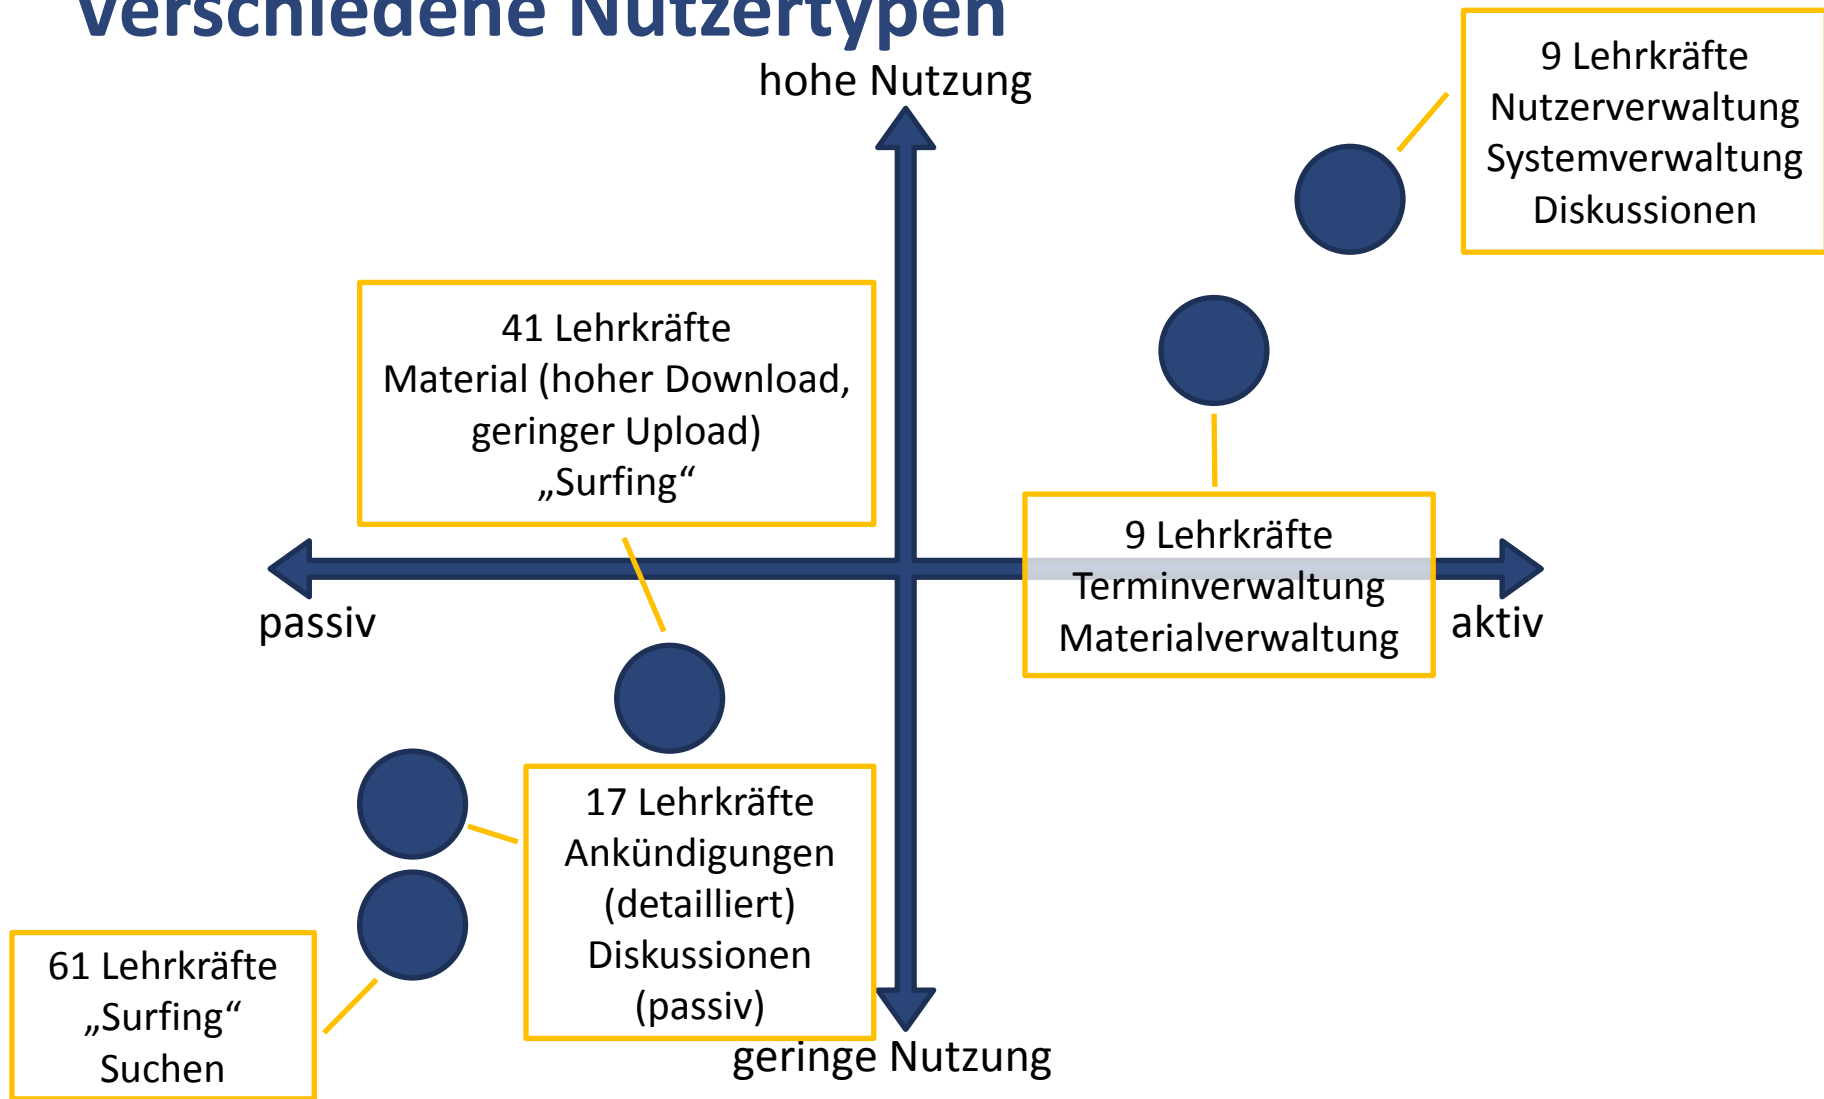 Verschiedene Nutzertypen
hohe Nutzung
9 Lehrkräfte
Nutzerverwaltung
Systemverwaltung
Diskussionen
41 Lehrkräfte
Material (hoher Download,
geringer Upload)
„Surfing“
9 Lehrkräfte
Terminverwaltung
Materialverwaltung
passiv
aktiv
17 Lehrkräfte
Ankündigungen
(detailliert)
Diskussionen
(passiv)
61 Lehrkräfte
„Surfing“
Suchen
geringe Nutzung